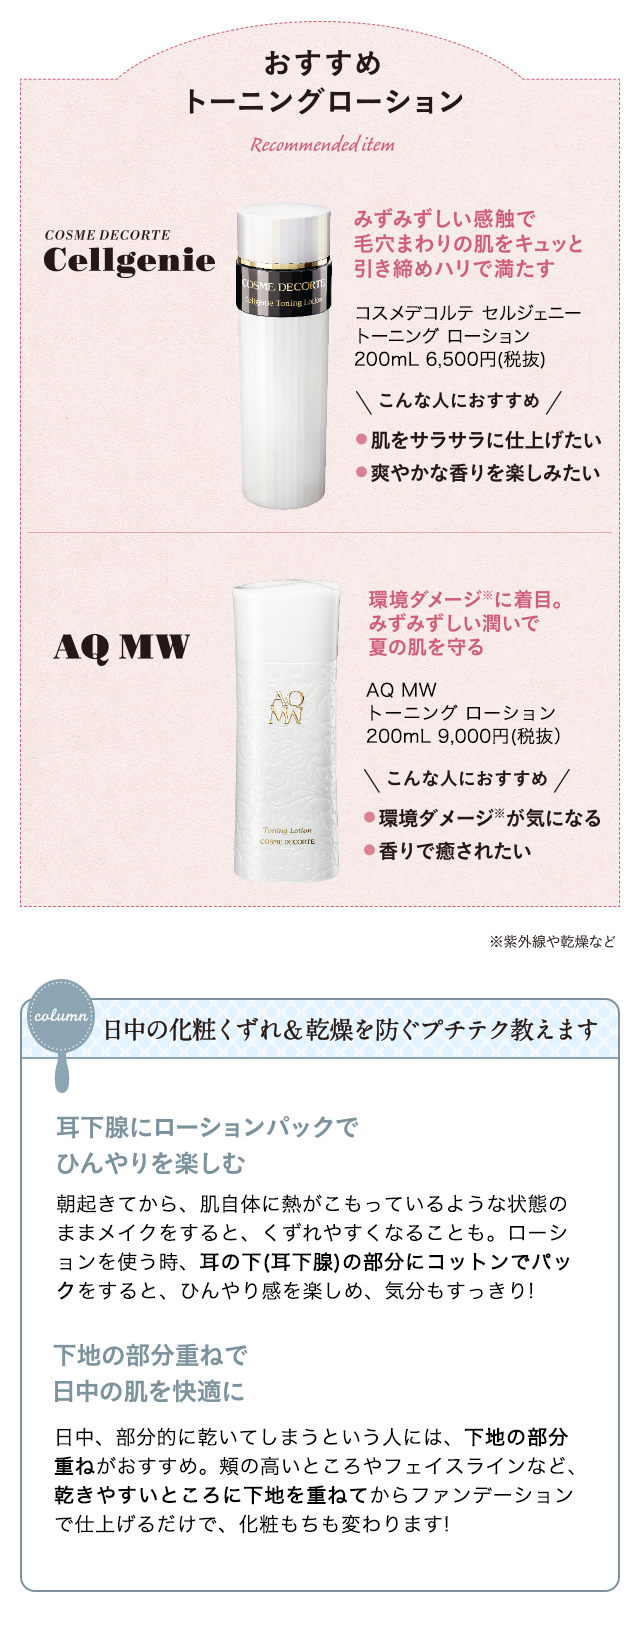 おすすめ
トーニングローション
Recommended item
COSME DECORTE
Cellgenie
COSME DECORTE
Cellgenie Toning Lotion
みずみずしい感触で
毛穴まわりの肌をキュッと
引き締めハリで満たす
コスメデコルテ セルジェニー
トーニング ローション
200mL 6,500円(税抜)
\ こんな人におすすめ /
●肌をサラサラに仕上げたい
●爽やかな香りを楽しみたい
AQ MW
AQ
MW
Toning Lotion
COSME DECORTE
環境ダメージ※に着目。
みずみずしい潤いで
夏の肌を守る
AQ MW
トーニング ローション
200mL 9,000円(税抜)
\ こんな人におすすめ /
●環境ダメージ※が気になる
●香りで癒されたい
※紫外線や乾燥など
column
日中の化粧くずれ&乾燥を防ぐプチテク教えます
耳下腺にローションパックで
ひんやりを楽しむ
朝起きてから、肌自体に熱がこもっているような状態の
ままメイクをすると、くずれやすくなることも。ローシ
ョンを使う時、耳の下(耳下腺)の部分にコットンでパッ
クをすると、ひんやり感を楽しめ、気分もすっきり!
下地の部分重ねで
日中の肌を快適に
日中、部分的に乾いてしまうという人には、下地の部分
重ねがおすすめ。頬の高いところやフェイスラインなど、
乾きやすいところに下地を重ねてからファンデーション
で仕上げるだけで、化粧もちも変わります!